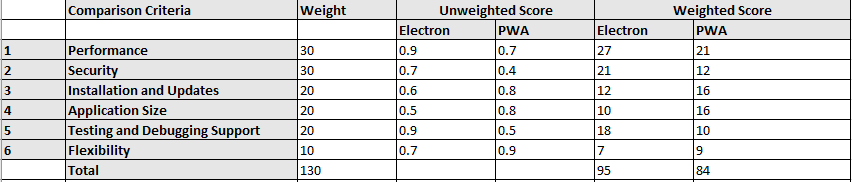 Comparison Criteria Weight Unweighted Score Weighted Score
Electron PWA Electron PWA
1 Performance 30 0.9 0.7 27 21
2 Security 30 0.7 0.4 21 12
3 Installation and Updates 20 0.6 0.8 12 16
4 Application Size 20 0.5 0.8 10 16
5 Testing and Debugging Support 20 0.9 0.5 18 10
6 Flexibility 10 0.7 0.9 7 9
Total 130 95 84